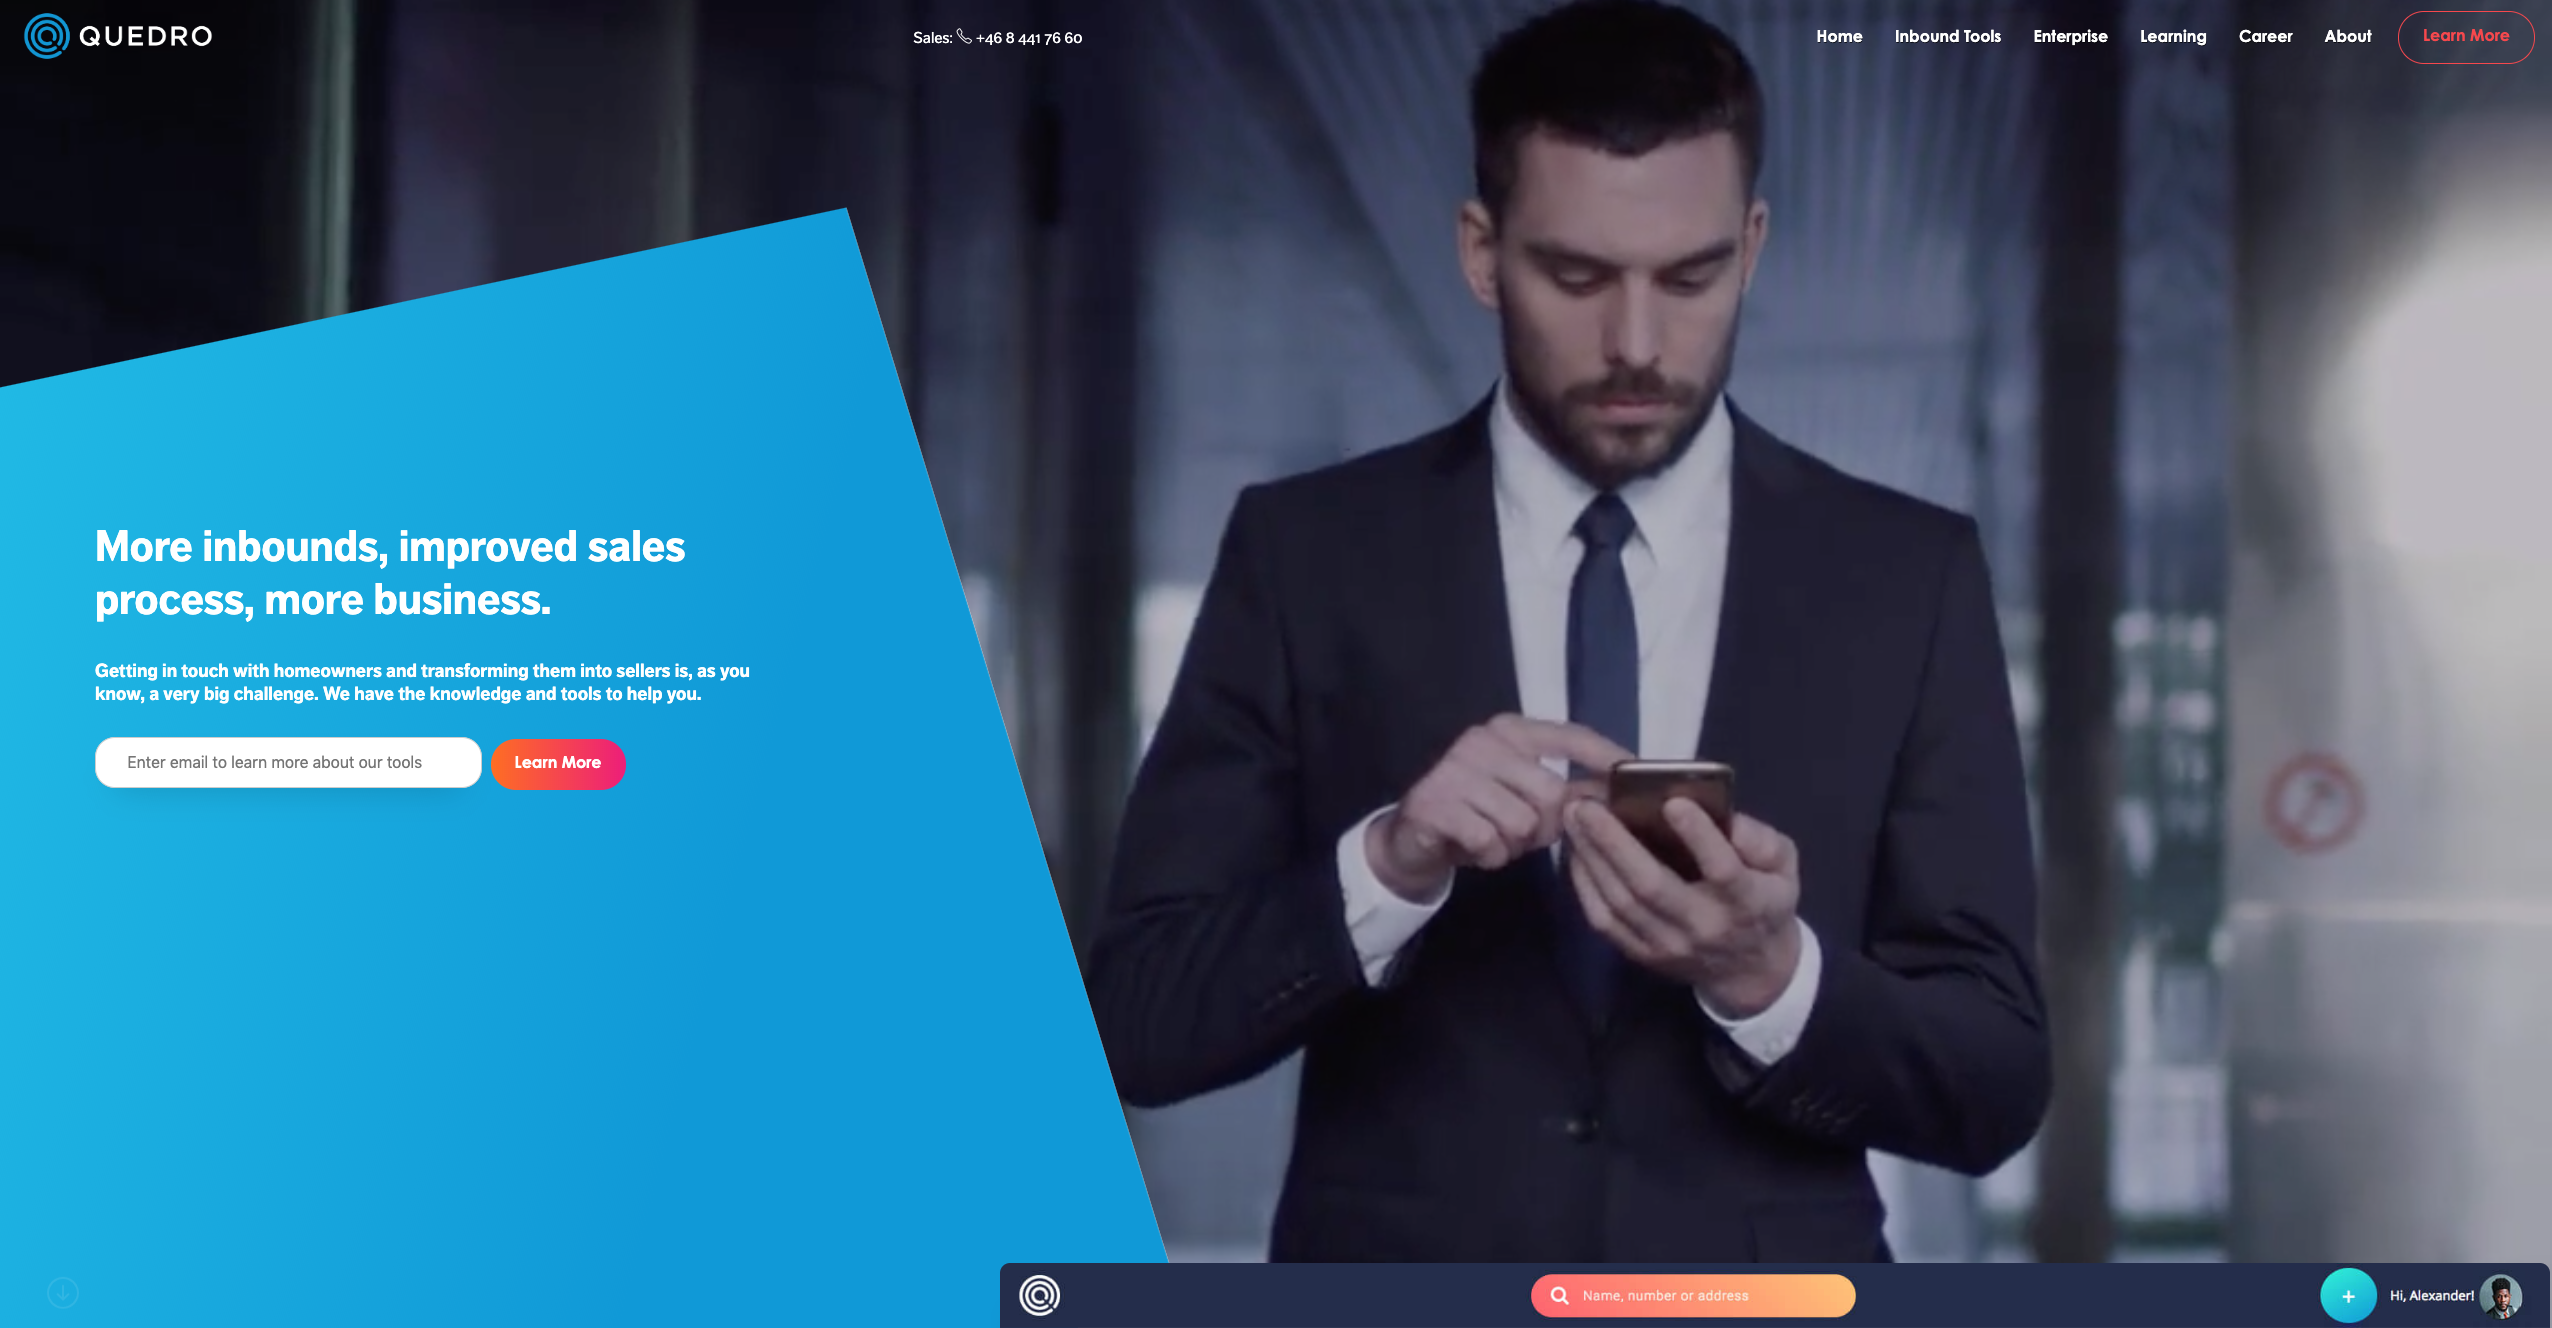 QUEDRO
Sales: +46 8 441 76 60
Home Inbound Tools Enterprise Learning Career About Learn More
More inbounds, improved sales
process, more business.
Getting in touch with homeowners and transforming them into sellers is, as you
know, a very big challenge. We have the knowledge and tools to help you.
Enter email to learn more about our tools Learn More
Name, number or address
+ Hi, Alexander!